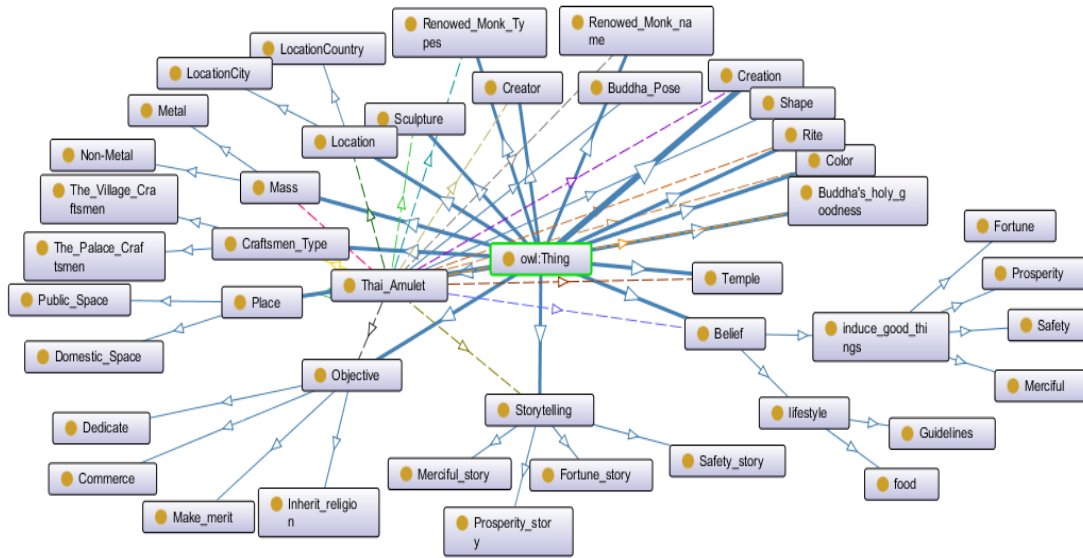 Renowed_Monk_Ty
pes
Renowed_Monk_na
me
LocationCountry
LocationCity
Creator
Buddha_Pose
Creation
Metal
Sculpture
Shape
Location
Rite
Non-Metal
Color
Mass
The_Village_Cra
ftsmen
Buddha's_holy_g
oodness
The_Palace_Craf
tsmen
Craftsmen_Type
owl:Thing
Fortune
Thai_Amulet
Temple
Prosperity
Public_Space
Place
Belief
induce_good_thi
ngs
Safety
Domestic_Space
Objective
Merciful
Storytelling
lifestyle
Dedicate
Guidelines
Commerce
Merciful_story
Fortune_story
Safety_story
food
Make_merit
Inherit_religio
n
Prosperity_stor
y